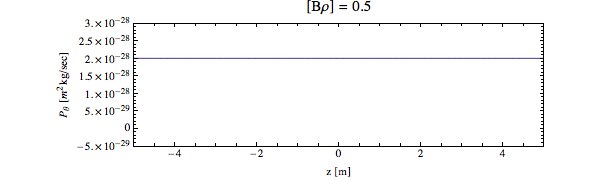 [Bρ] = 0.5
3.×10⁻²⁸
2.5×10⁻²⁸
2.×10⁻²⁸
1.5×10⁻²⁸
1.×10⁻²⁸
5.×10⁻²⁹
0
−5.×10⁻²⁹
P_θ [m² kg/sec]
−4 −2 0 2 4
z [m]